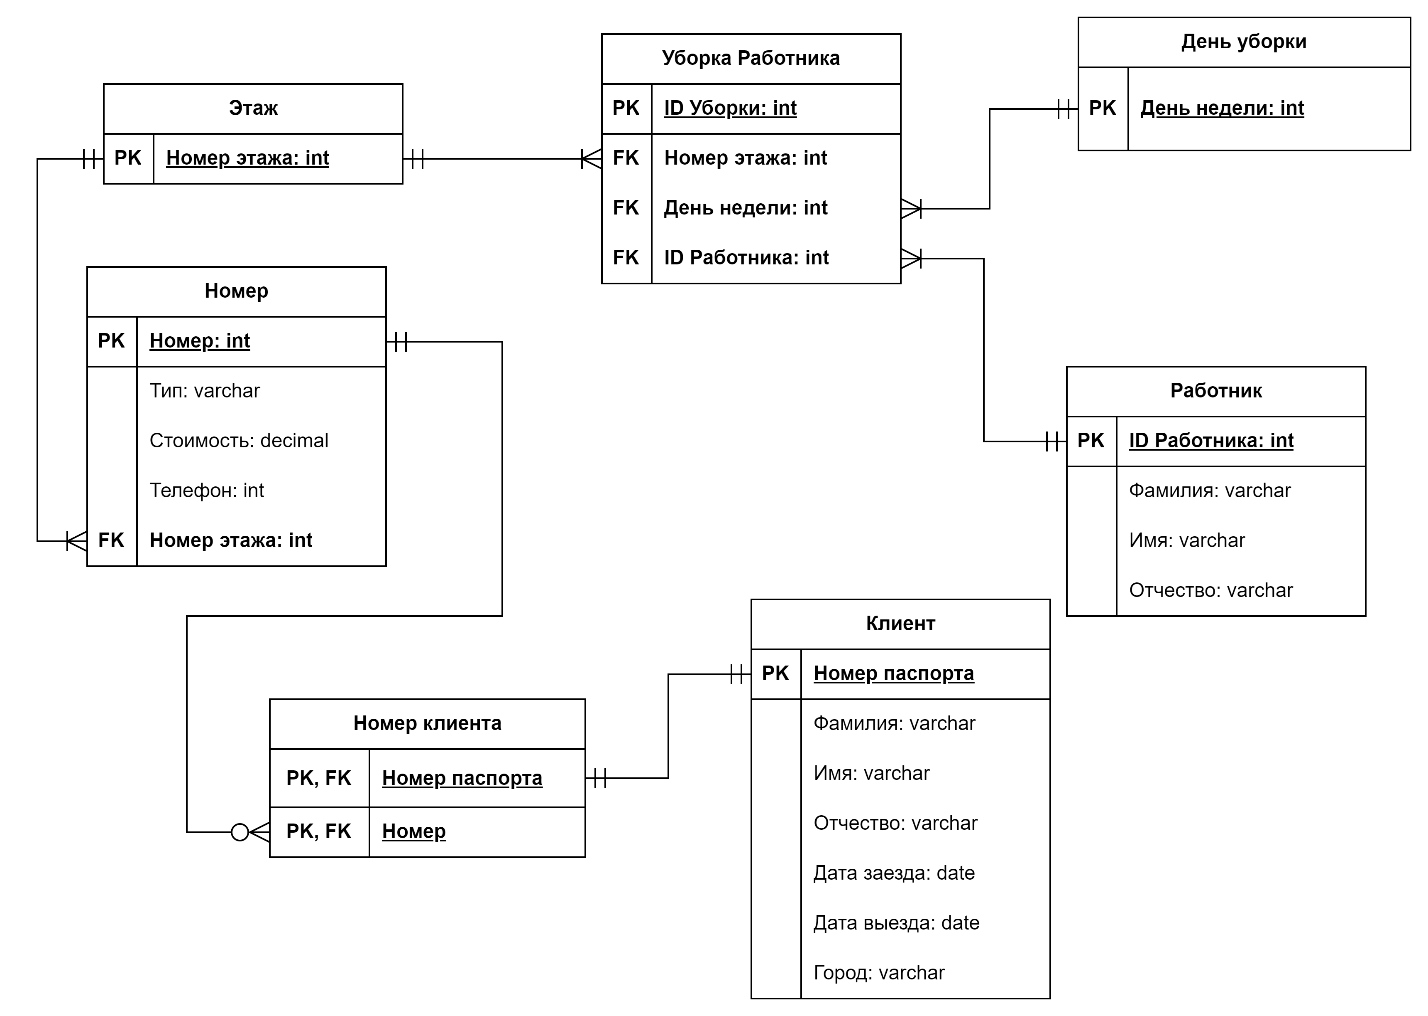 Этаж
PK Номер этажа: int
Уборка Работника
PK ID Уборки: int
FK Номер этажа: int
FK День недели: int
FK ID Работника: int
День уборки
PK День недели: int
Номер
PK Номер: int
Тип: varchar
Стоимость: decimal
Телефон: int
FK Номер этажа: int
Работник
PK ID Работника: int
Фамилия: varchar
Имя: varchar
Отчество: varchar
Номер клиента
PK, FK Номер паспорта
PK, FK Номер
Клиент
PK Номер паспорта
Фамилия: varchar
Имя: varchar
Отчество: varchar
Дата заезда: date
Дата выезда: date
Город: varchar